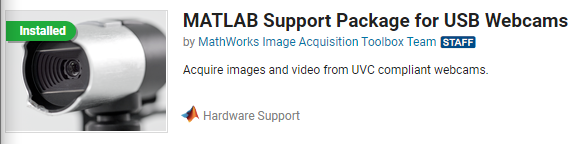 Installed
MATLAB Support Package for USB Webcams
by MathWorks Image Acquisition Toolbox Team STAFF
Acquire images and video from UVC compliant webcams.
Hardware Support